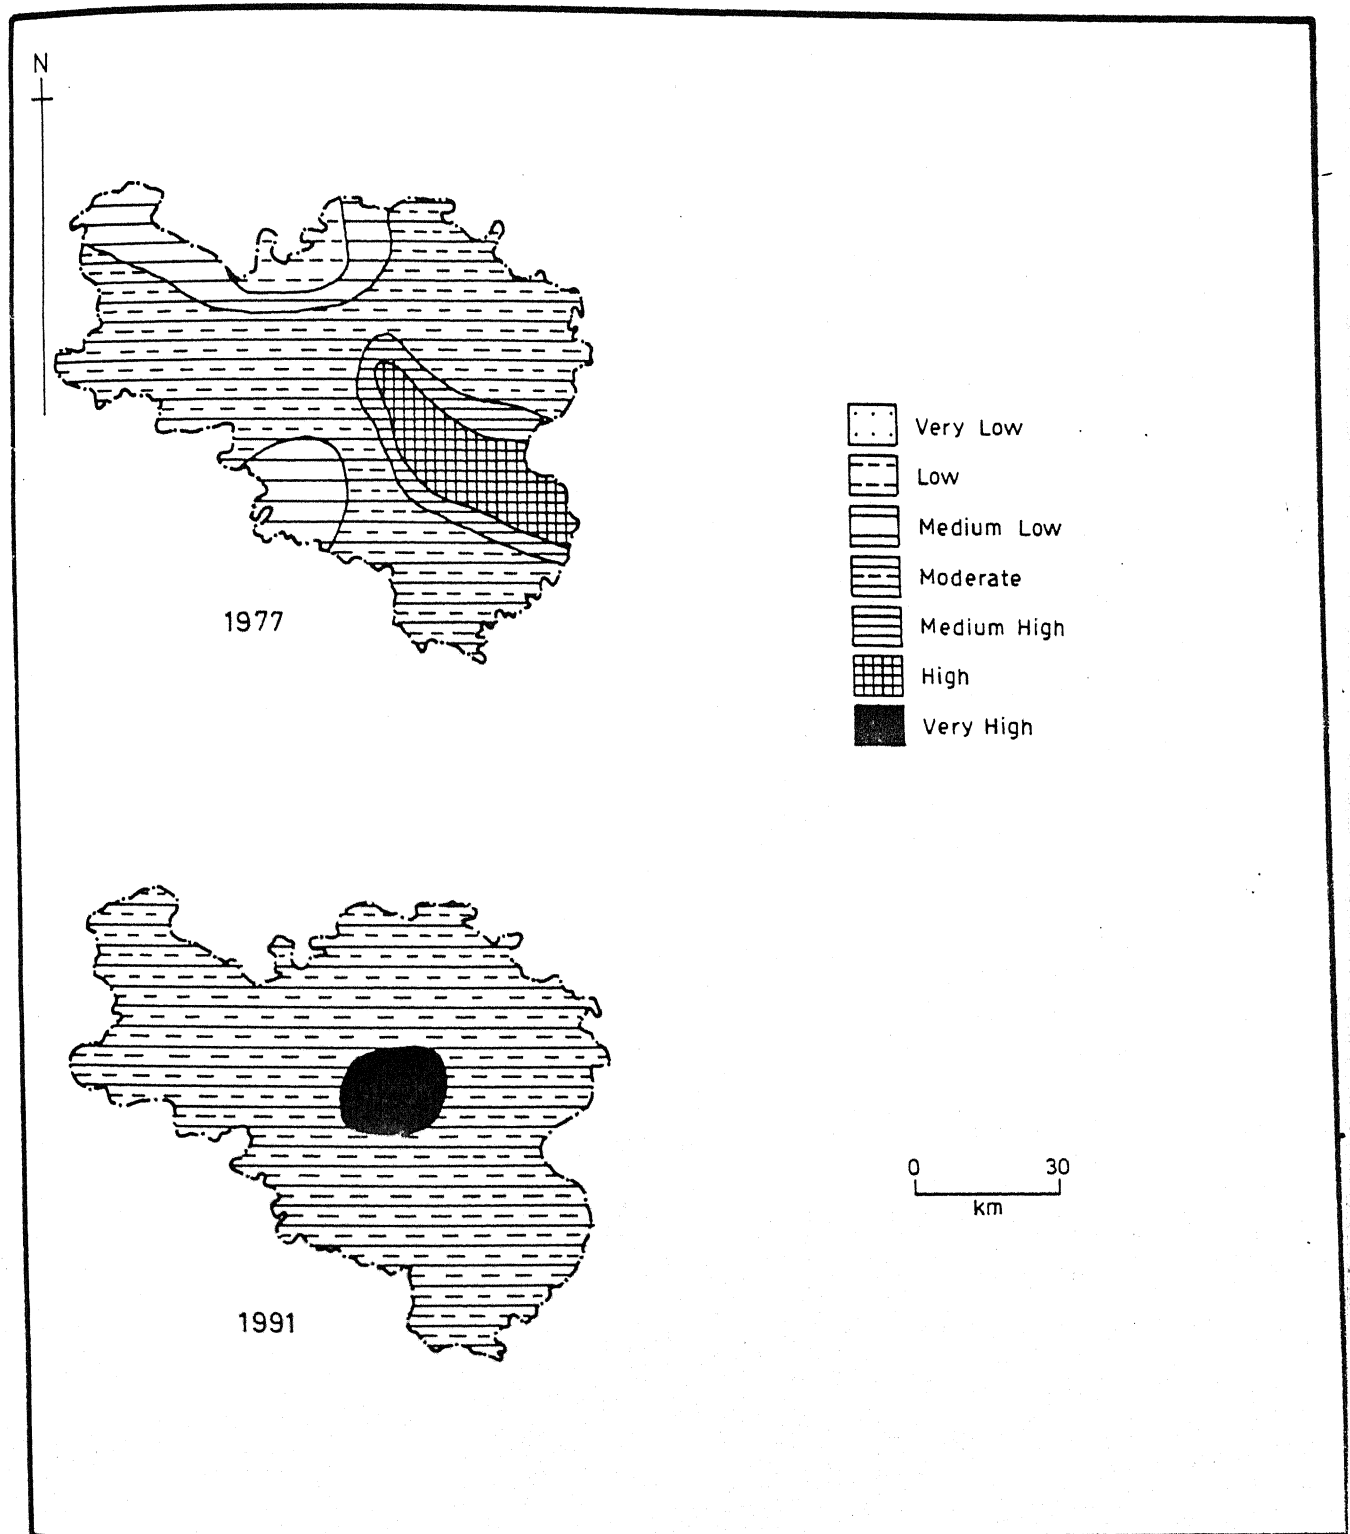 N
1977
Very Low
Low
Medium Low
Moderate
Medium High
High
Very High
0 30
km
1991